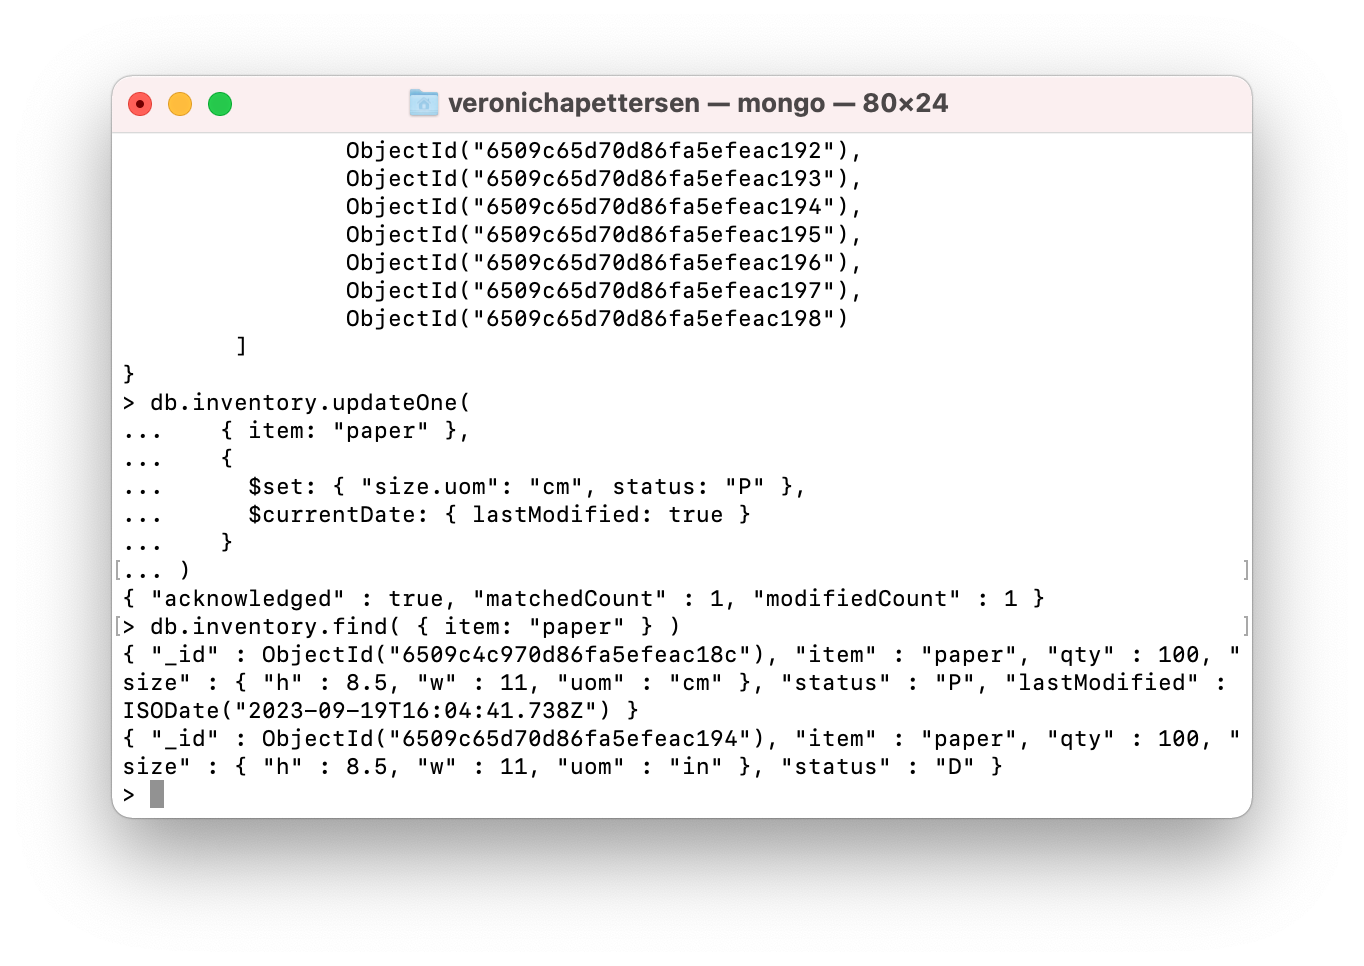 veronichapettersen — mongo — 80×24
ObjectId("6509c65d70d86fa5efeac192"),
ObjectId("6509c65d70d86fa5efeac193"),
ObjectId("6509c65d70d86fa5efeac194"),
ObjectId("6509c65d70d86fa5efeac195"),
ObjectId("6509c65d70d86fa5efeac196"),
ObjectId("6509c65d70d86fa5efeac197"),
ObjectId("6509c65d70d86fa5efeac198")
]
}
> db.inventory.updateOne(
...    { item: "paper" },
...    {
...      $set: { "size.uom": "cm", status: "P" },
...      $currentDate: { lastModified: true }
...    }
[... ) ]
{ "acknowledged" : true, "matchedCount" : 1, "modifiedCount" : 1 }
[> db.inventory.find( { item: "paper" } ) ]
{ "_id" : ObjectId("6509c4c970d86fa5efeac18c"), "item" : "paper", "qty" : 100, "
size" : { "h" : 8.5, "w" : 11, "uom" : "cm" }, "status" : "P", "lastModified" :
ISODate("2023-09-19T16:04:41.738Z") }
{ "_id" : ObjectId("6509c65d70d86fa5efeac194"), "item" : "paper", "qty" : 100, "
size" : { "h" : 8.5, "w" : 11, "uom" : "in" }, "status" : "D" }
>